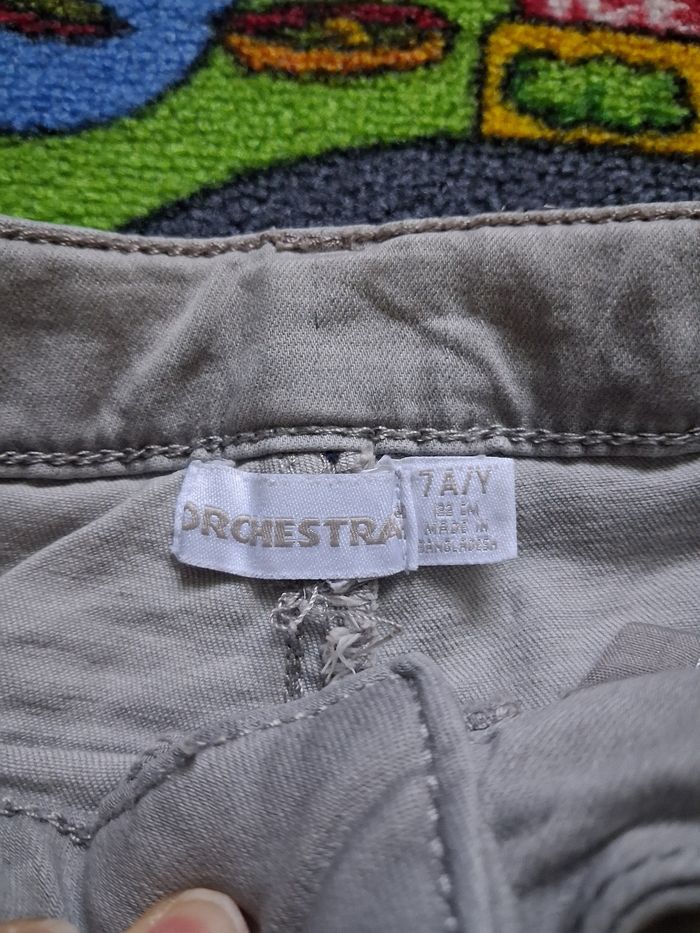 ORCHESTRA
7A/Y
122 CM
MADE IN
BANGLADESH